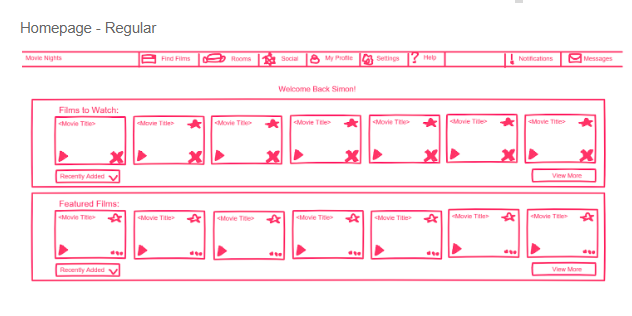 Homepage - Regular
Movie Nights Find Films Rooms Social My Profile Settings ? Help ! Notifications Messages
Welcome Back Simon!
Films to Watch:
<Movie Title> <Movie Title> <Movie Title> <Movie Title> <Movie Title> <Movie Title> <Movie Title>
Recently Added View More
Featured Films:
<Movie Title> <Movie Title> <Movie Title> <Movie Title> <Movie Title> <Movie Title> <Movie Title>
Recently Added View More